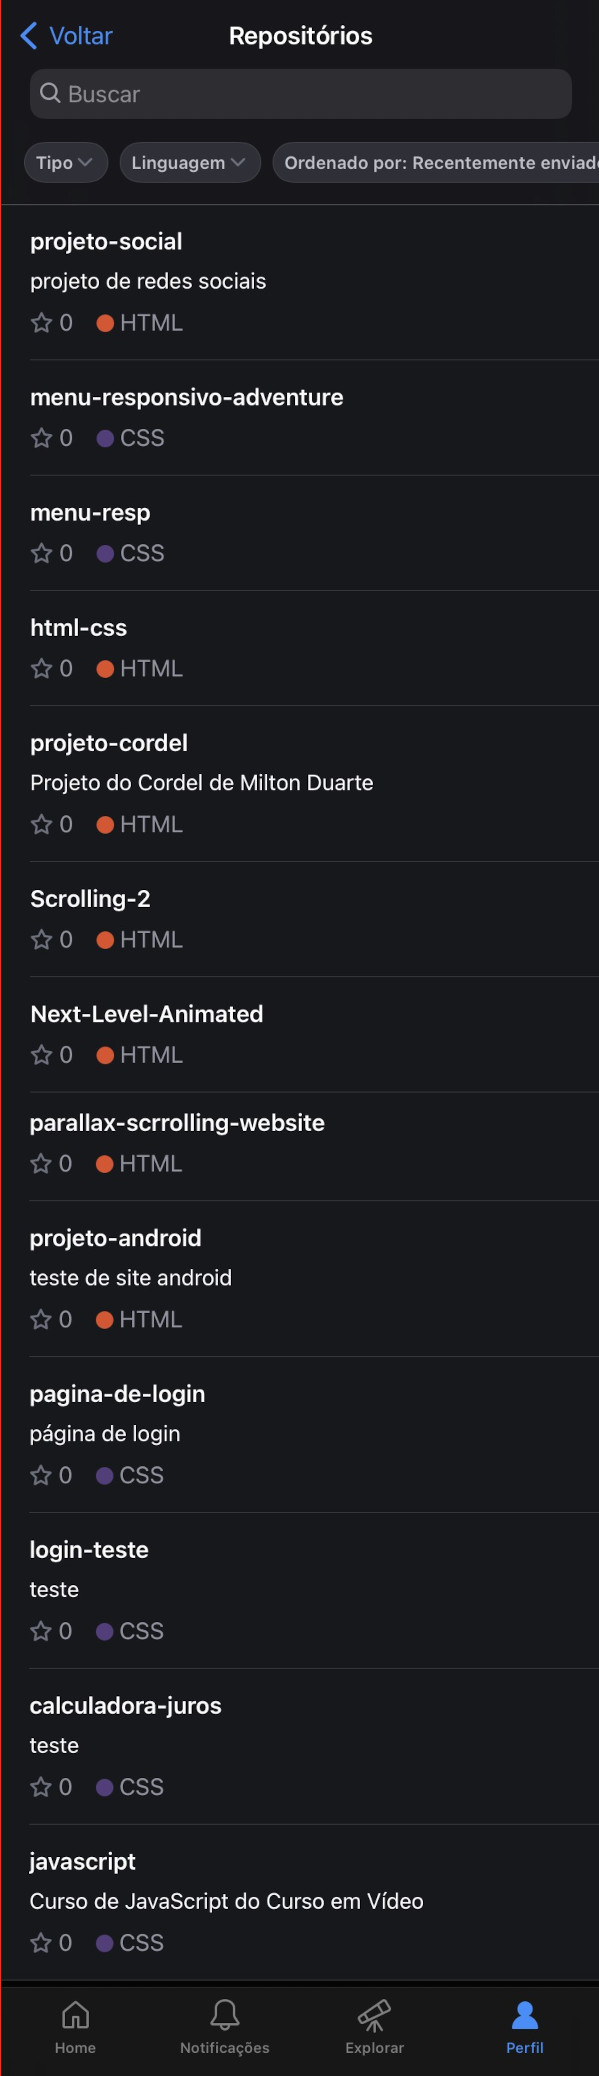 Voltar
Repositórios
Buscar
Tipo
Linguagem
Ordenado por: Recentemente enviad
projeto-social
projeto de redes sociais
0 HTML
menu-responsivo-adventure
0 CSS
menu-resp
0 CSS
html-css
0 HTML
projeto-cordel
Projeto do Cordel de Milton Duarte
0 HTML
Scrolling-2
0 HTML
Next-Level-Animated
0 HTML
parallax-scrrolling-website
0 HTML
projeto-android
teste de site android
0 HTML
pagina-de-login
página de login
0 CSS
login-teste
teste
0 CSS
calculadora-juros
teste
0 CSS
javascript
Curso de JavaScript do Curso em Vídeo
0 CSS
Home
Notificações
Explorar
Perfil